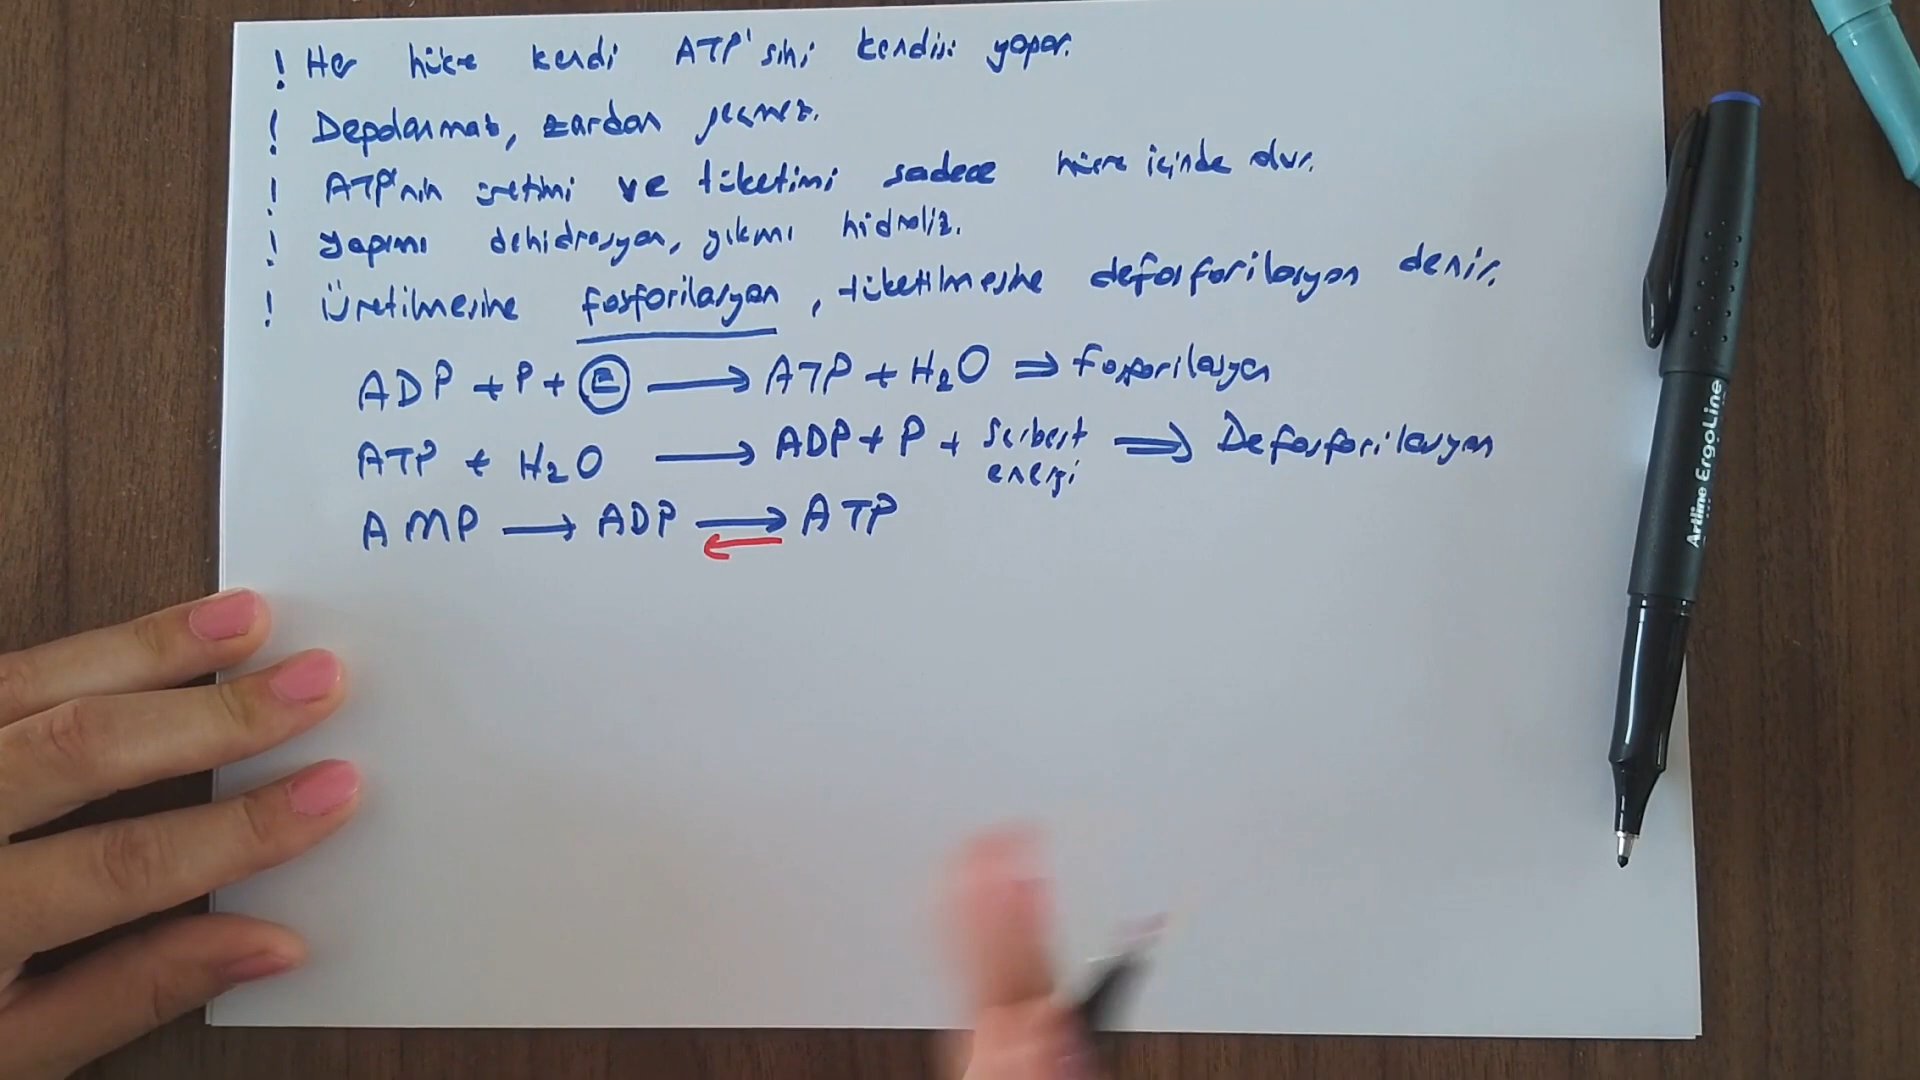 ! Her hücre kendi ATP'sini kendisi yapar.
! Depolanmaz, zardan geçmez.
! ATP'nin üretimi ve tüketimi sadece hücre içinde olur.
! yapımı dehidrasyon, yıkımı hidroliz.
! üretilmesine fosforilasyon, tüketilmesine defosforilasyon denir.
ADP + P + E → ATP + H₂O ⇒ fosforilasyon
ATP + H₂O → ADP + P + Serbest enerji ⇒ Defosforilasyon
AMP → ADP ⇄ ATP
Artline ErgoLine